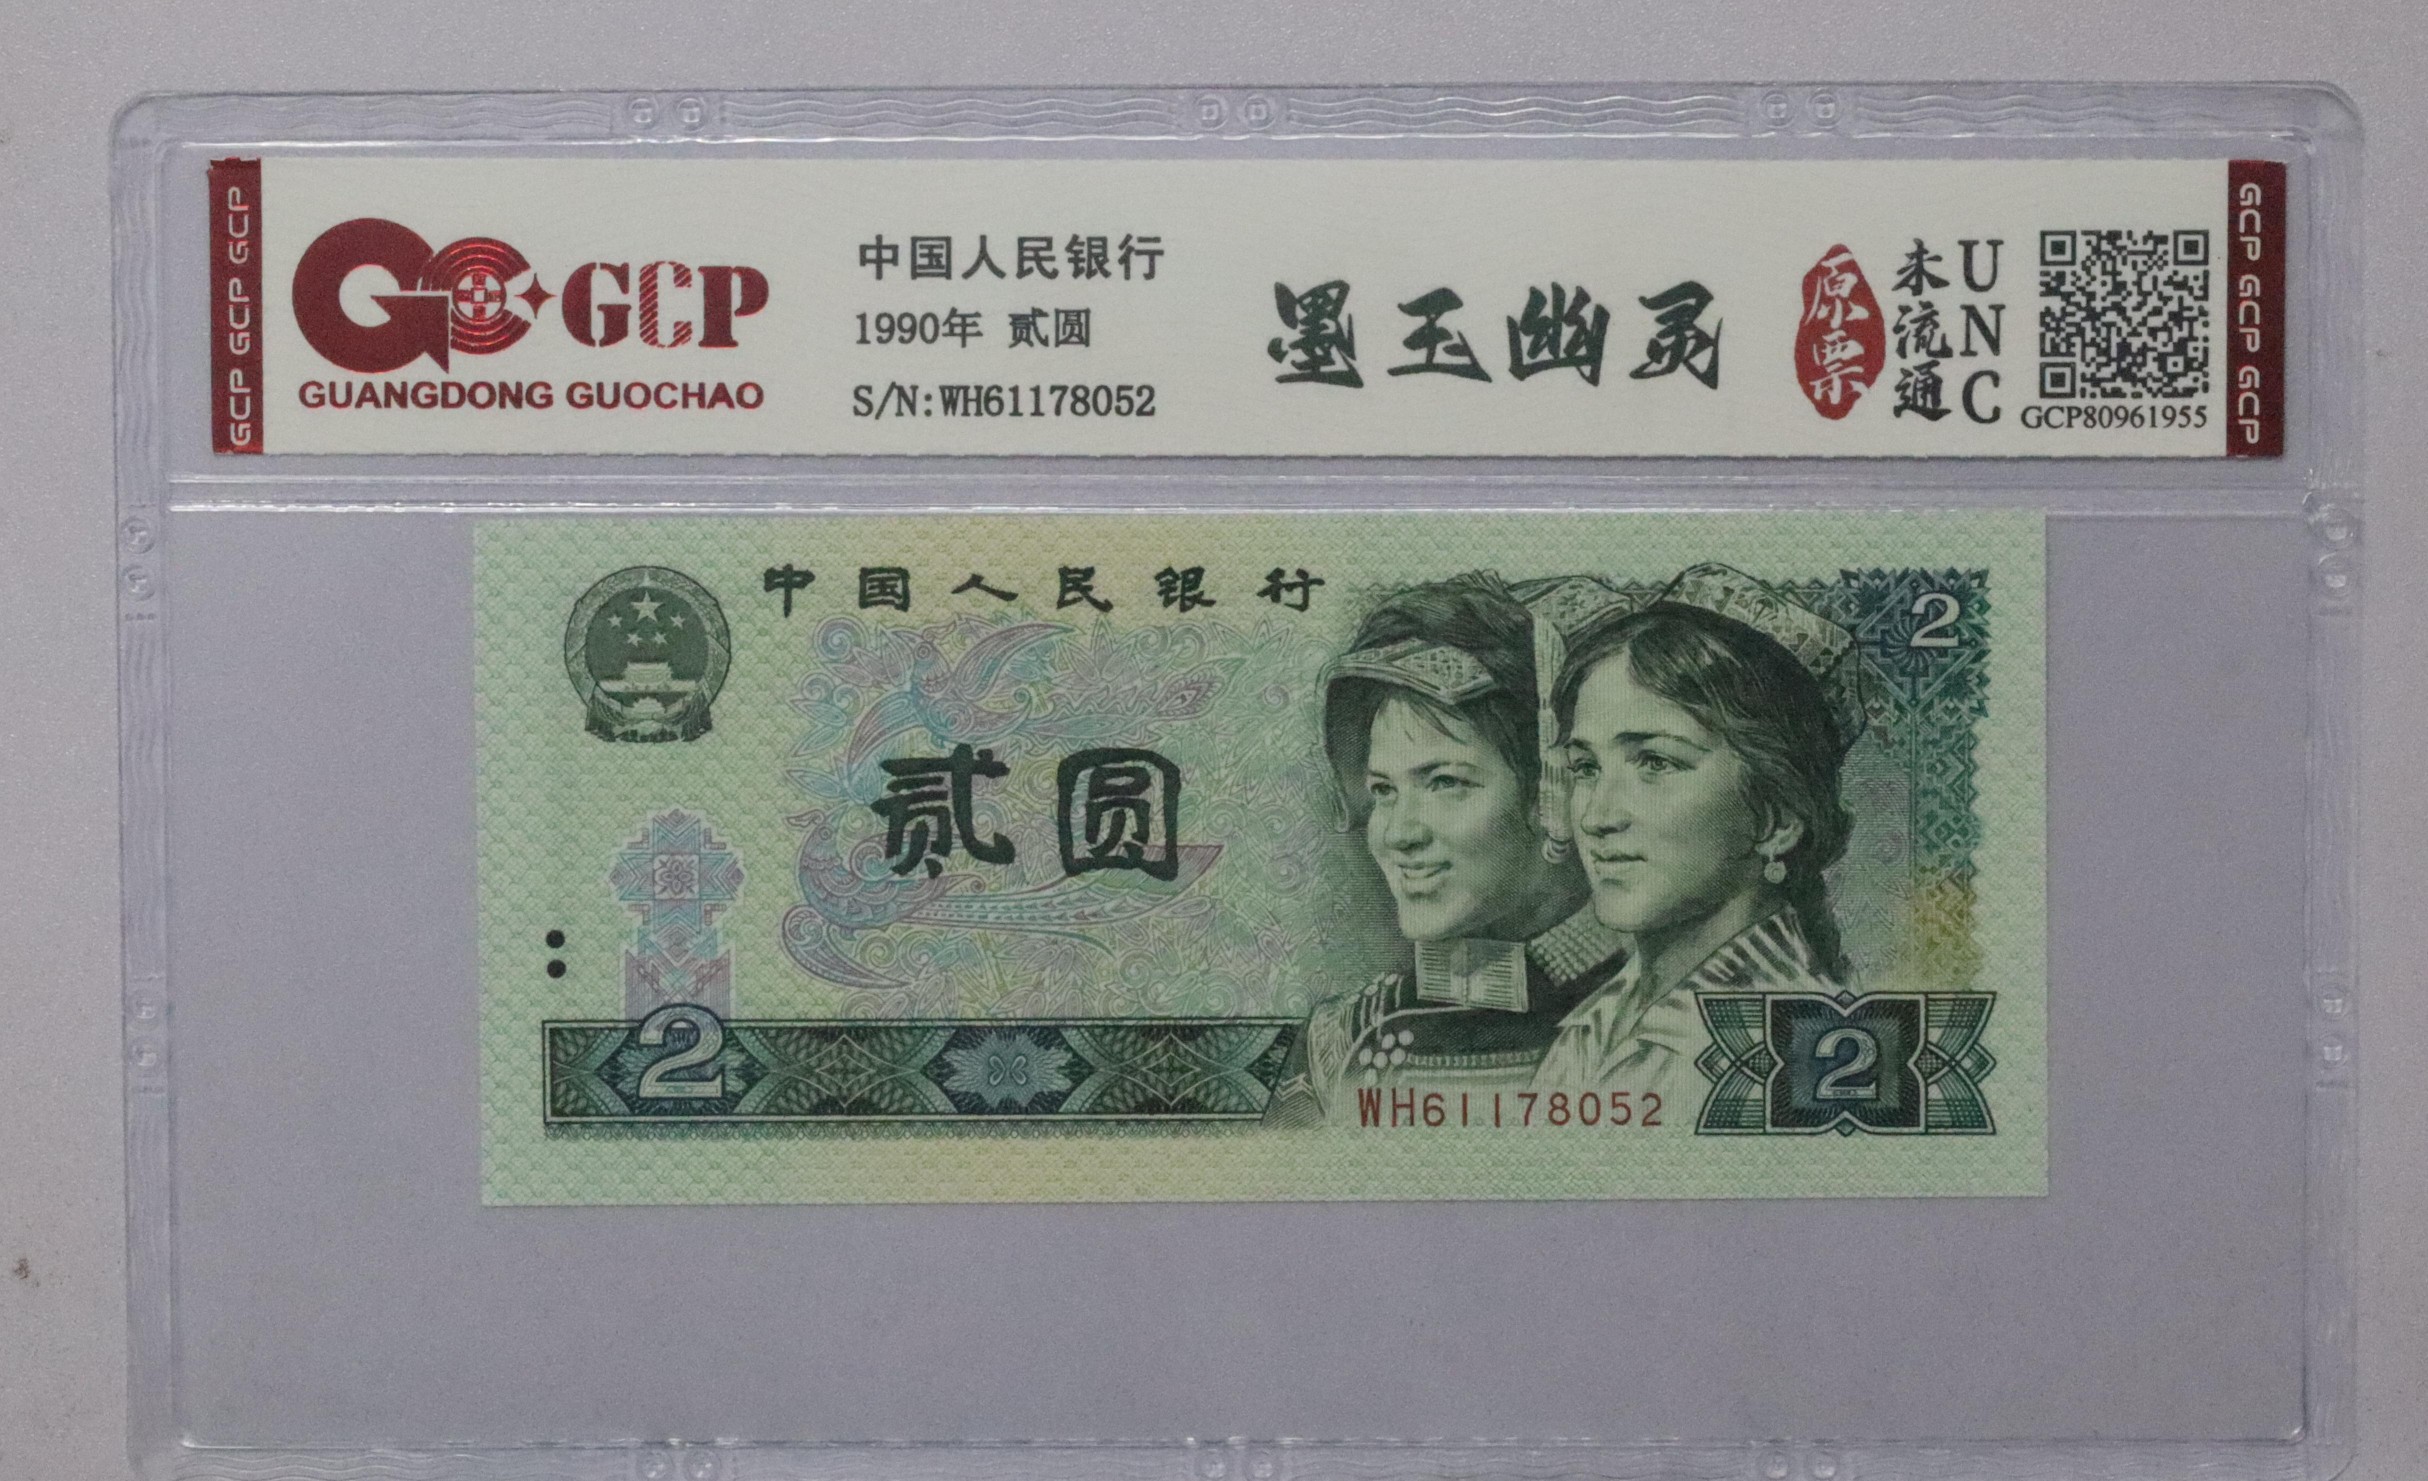 GCP GCP GCP
GCP
GUANGDONG GUOCHAO
中国人民银行
1990年 贰圆
S/N:WH61178052
墨玉幽灵
原票
未流通
UNC
GCP80961955
GCP GCP GCP
中国人民银行
2
贰圆
2
WH61178052
2